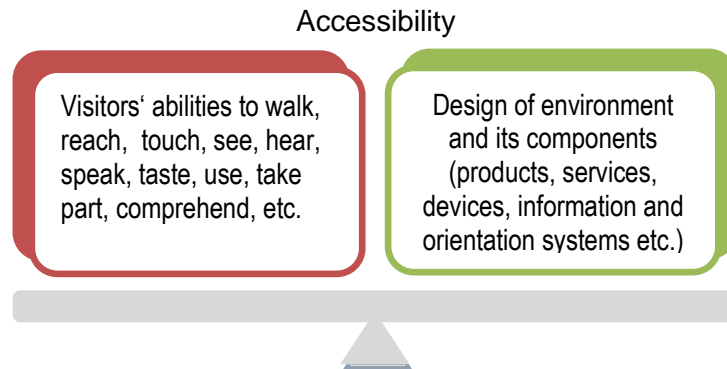 Accessibility
Visitors‘ abilities to walk,
reach, touch, see, hear,
speak, taste, use, take
part, comprehend, etc.
Design of environment
and its components
(products, services,
devices, information and
orientation systems etc.)